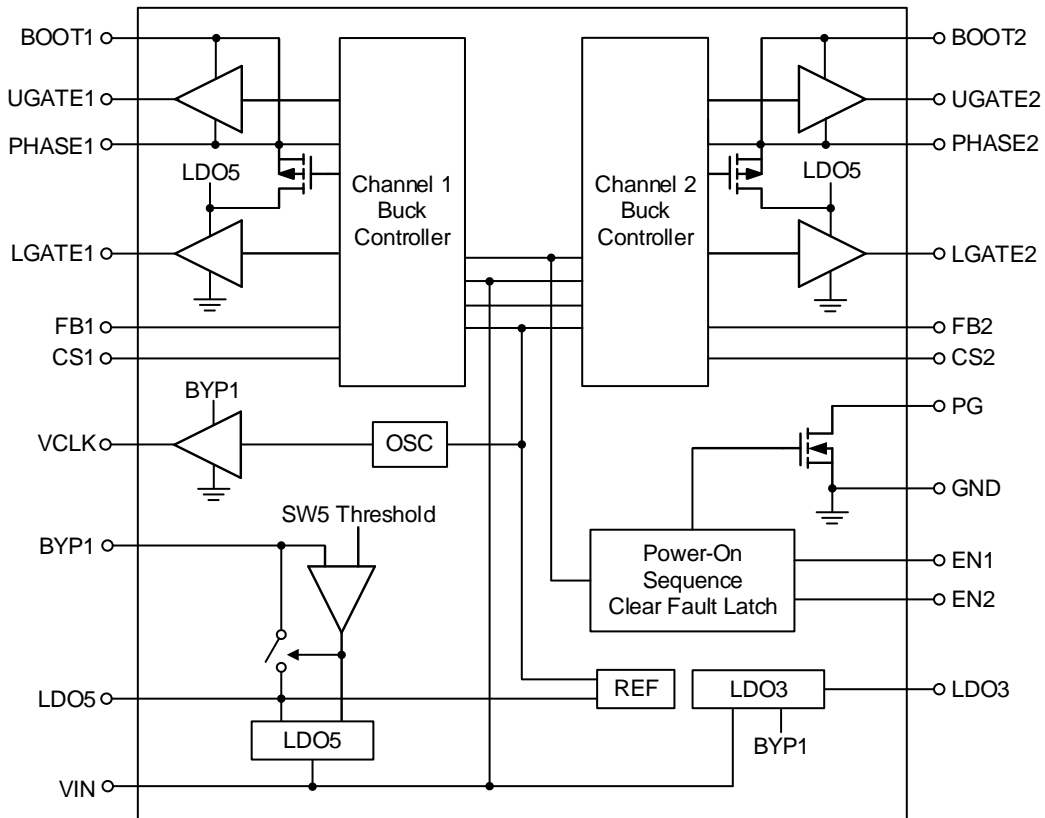 BOOT1
UGATE1
PHASE1
LDO5
LGATE1
FB1
CS1
Channel 1
Buck
Controller
Channel 2
Buck
Controller
BOOT2
UGATE2
PHASE2
LDO5
LGATE2
FB2
CS2
BYP1
VCLK
OSC
PG
GND
SW5 Threshold
BYP1
Power-On
Sequence
Clear Fault Latch
EN1
EN2
LDO5
REF
LDO3
LDO3
LDO5
BYP1
VIN